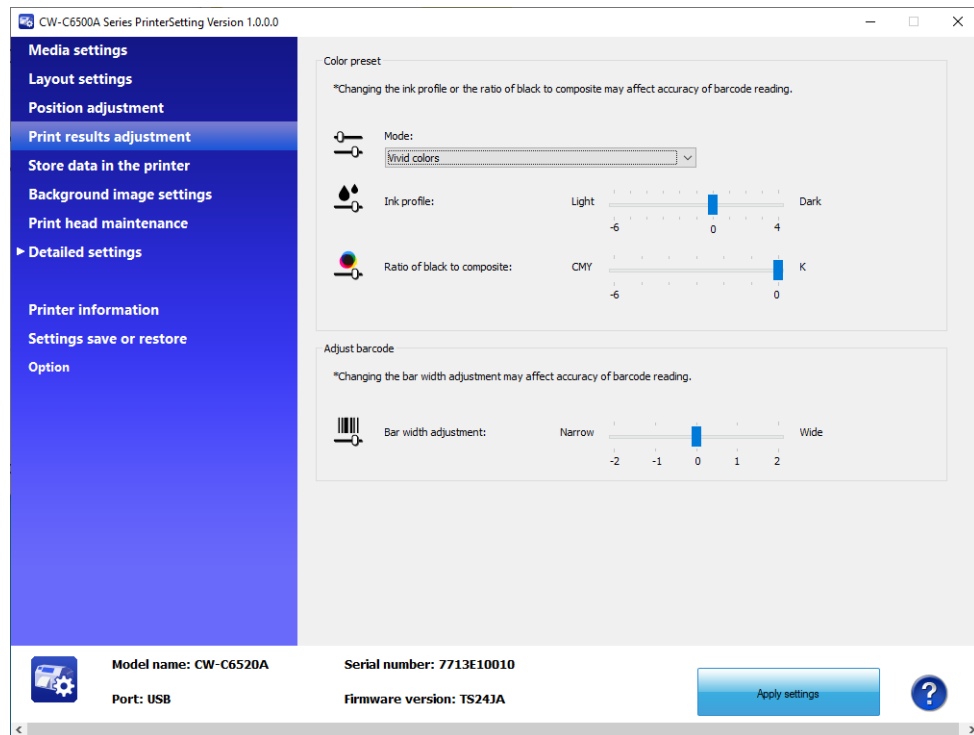 CW-C6500A Series PrinterSetting Version 1.0.0.0
Media settings
Layout settings
Position adjustment
Print results adjustment
Store data in the printer
Background image settings
Print head maintenance
Detailed settings
Printer information
Settings save or restore
Option
Color preset
*Changing the ink profile or the ratio of black to composite may affect accuracy of barcode reading.
Mode:
Vivid colors
Ink profile: Light Dark
-6 0 4
Ratio of black to composite: CMY K
-6 0
Adjust barcode
*Changing the bar width adjustment may affect accuracy of barcode reading.
Bar width adjustment: Narrow Wide
-2 -1 0 1 2
Model name: CW-C6520A Serial number: 7713E10010
Port: USB Firmware version: TS24JA
Apply settings
?